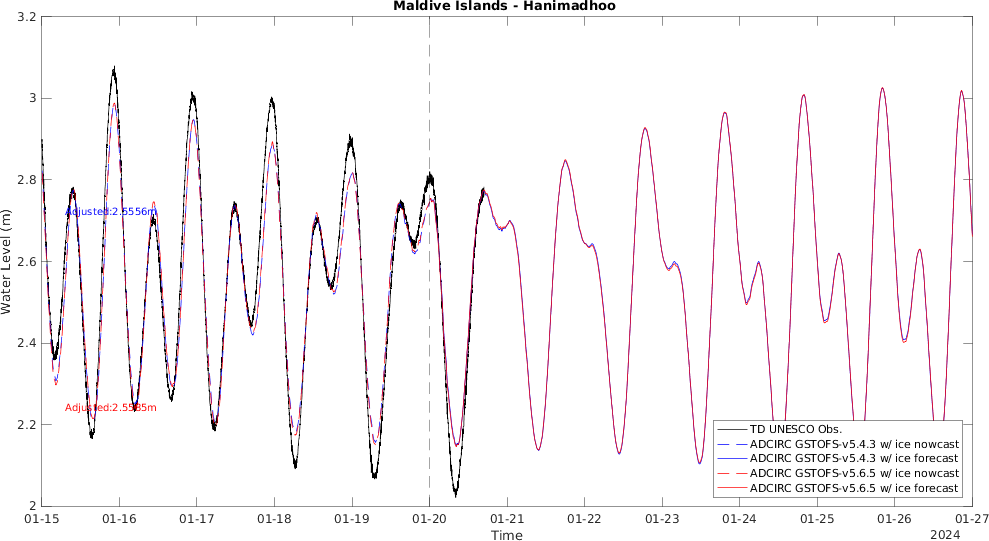 Maldive Islands - Hanimadhoo
3.2
3
2.8
2.6
2.4
2.2
2
Water Level (m)
Adjusted:2.5556m
Adjusted:2.5585m
TD UNESCO Obs.
ADCIRC GSTOFS-v5.4.3 w/ ice nowcast
ADCIRC GSTOFS-v5.4.3 w/ ice forecast
ADCIRC GSTOFS-v5.6.5 w/ ice nowcast
ADCIRC GSTOFS-v5.6.5 w/ ice forecast
01-15 01-16 01-17 01-18 01-19 01-20 01-21 01-22 01-23 01-24 01-25 01-26 01-27
Time
2024